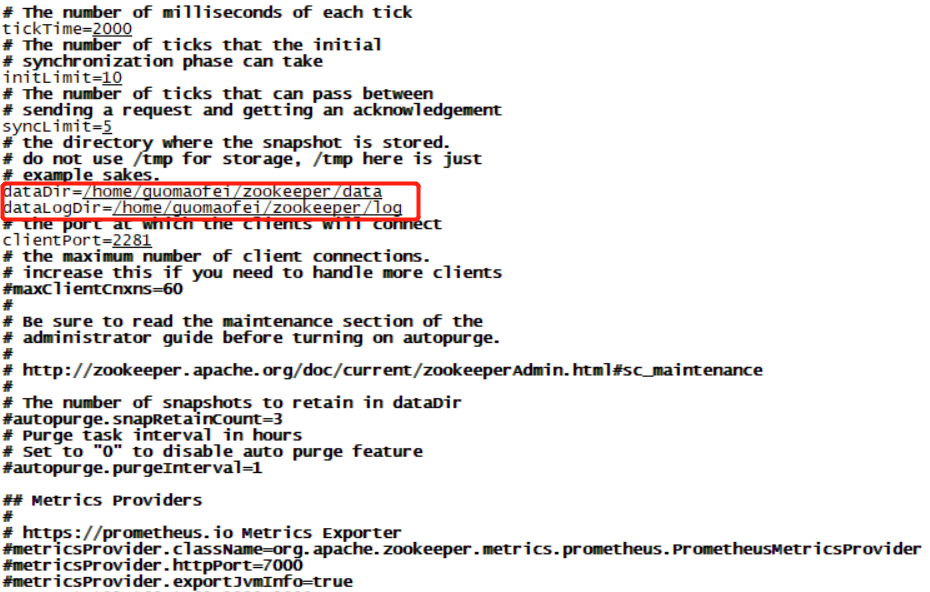 # The number of milliseconds of each tick
tickTime=2000
# The number of ticks that the initial
# synchronization phase can take
initLimit=10
# The number of ticks that can pass between
# sending a request and getting an acknowledgement
syncLimit=5
# the directory where the snapshot is stored.
# do not use /tmp for storage, /tmp here is just
# example sakes.
dataDir=/home/guomaofei/zookeeper/data
dataLogDir=/home/guomaofei/zookeeper/log
# the port at which the clients will connect
clientPort=2281
# the maximum number of client connections.
# increase this if you need to handle more clients
#maxClientCnxns=60
#
# Be sure to read the maintenance section of the
# administrator guide before turning on autopurge.
#
# http://zookeeper.apache.org/doc/current/zookeeperAdmin.html#sc_maintenance
#
# The number of snapshots to retain in dataDir
#autopurge.snapRetainCount=3
# Purge task interval in hours
# Set to "0" to disable auto purge feature
#autopurge.purgeInterval=1
## Metrics Providers
#
# https://prometheus.io Metrics Exporter
#metricsProvider.className=org.apache.zookeeper.metrics.prometheus.PrometheusMetricsProvider
#metricsProvider.httpPort=7000
#metricsProvider.exportJvmInfo=true